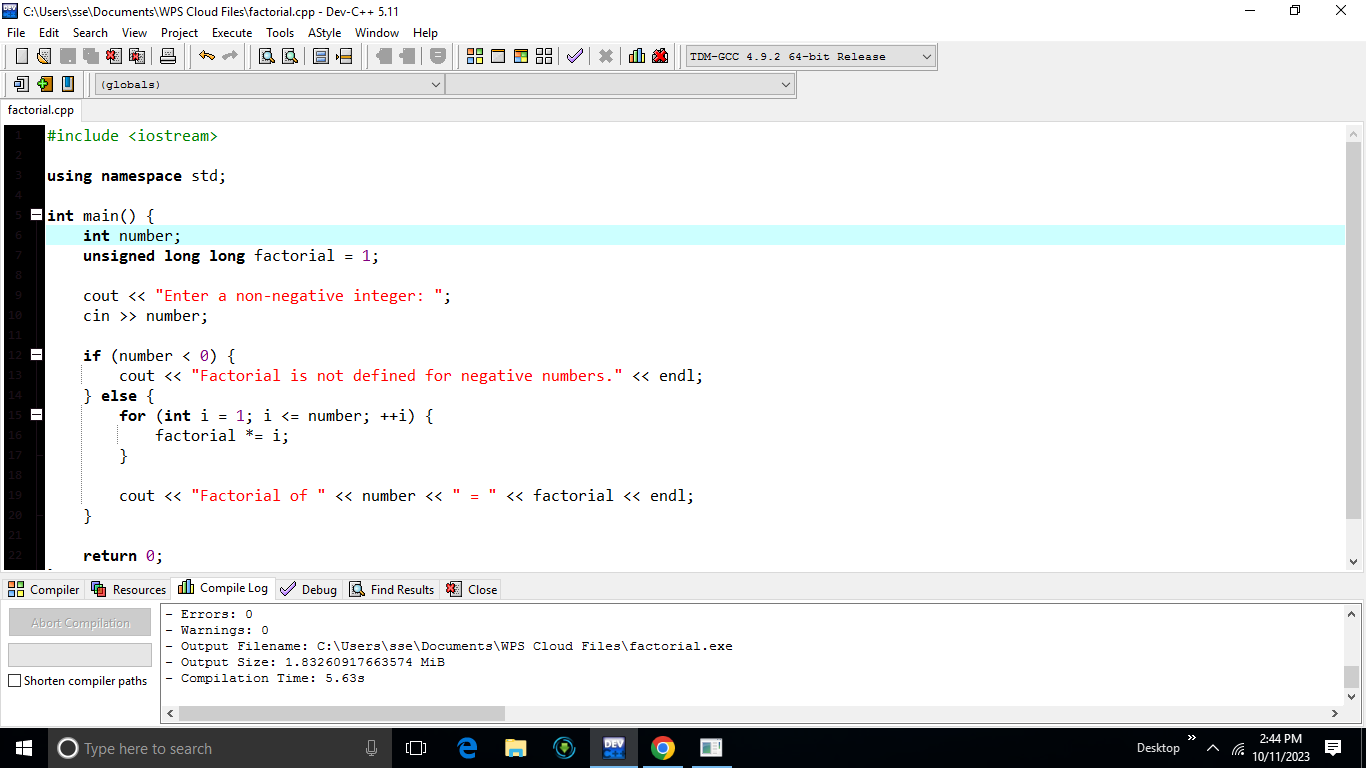 C:\Users\sse\Documents\WPS Cloud Files\factorial.cpp - Dev-C++ 5.11
File Edit Search View Project Execute Tools AStyle Window Help
TDM-GCC 4.9.2 64-bit Release
(globals)
factorial.cpp
1 #include <iostream>
2
3 using namespace std;
4
5 int main() {
6 int number;
7 unsigned long long factorial = 1;
8
9 cout << "Enter a non-negative integer: ";
10 cin >> number;
11
12 if (number < 0) {
13 cout << "Factorial is not defined for negative numbers." << endl;
14 } else {
15 for (int i = 1; i <= number; ++i) {
16 factorial *= i;
17 }
18
19 cout << "Factorial of " << number << " = " << factorial << endl;
20 }
21
22 return 0;
Compiler Resources Compile Log Debug Find Results Close
Abort Compilation
Shorten compiler paths
- Errors: 0
- Warnings: 0
- Output Filename: C:\Users\sse\Documents\WPS Cloud Files\factorial.exe
- Output Size: 1.83260917663574 MiB
- Compilation Time: 5.63s
Type here to search
DEV
Desktop
2:44 PM
10/11/2023